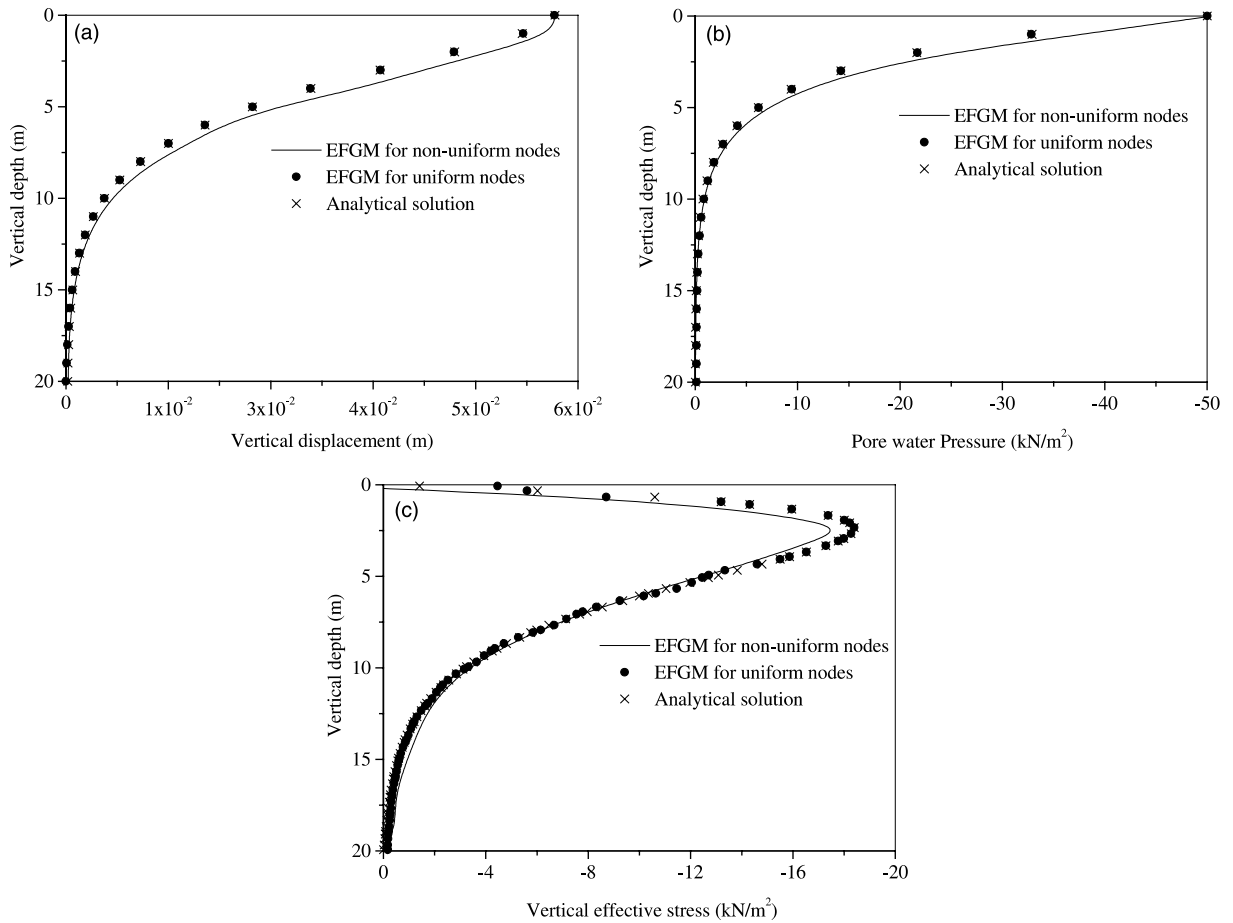 (a)
0
5
10
15
20
Vertical depth (m)
EFGM for non-uniform nodes
EFGM for uniform nodes
Analytical solution
0 1x10⁻² 3x10⁻² 4x10⁻² 5x10⁻² 6x10⁻²
Vertical displacement (m)
(b)
0
5
10
15
20
Vertical depth (m)
EFGM for non-uniform nodes
EFGM for uniform nodes
Analytical solution
0 -10 -20 -30 -40 -50
Pore water Pressure (kN/m²)
(c)
0
5
10
15
20
Vertical depth (m)
EFGM for non-uniform nodes
EFGM for uniform nodes
Analytical solution
0 -4 -8 -12 -16 -20
Vertical effective stress (kN/m²)